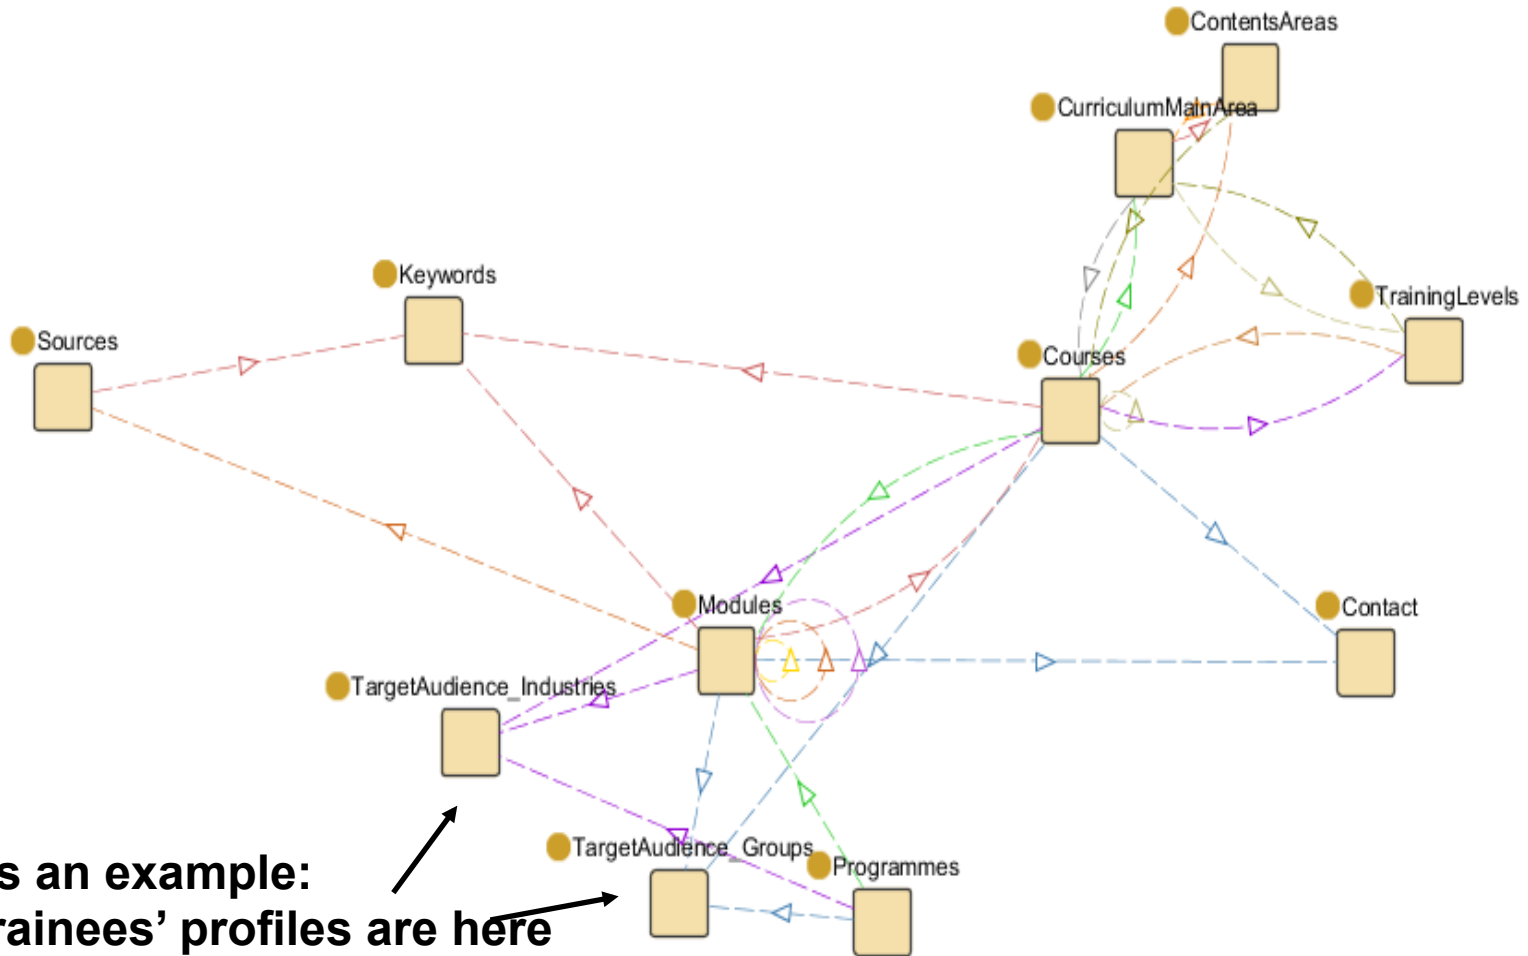 ContentsAreas
CurriculumMainArea
Keywords
TrainingLevels
Sources
Courses
Modules
Contact
TargetAudience_Industries
TargetAudience_Groups
Programmes
s an example:
rainees’ profiles are here